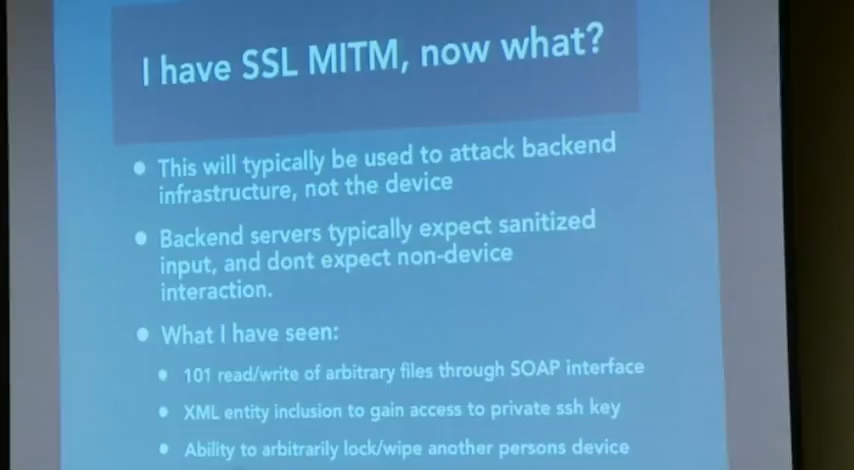 I have SSL MITM, now what?
• This will typically be used to attack backend
infrastructure, not the device
• Backend servers typically expect sanitized
input, and dont expect non-device
interaction.
• What I have seen:
• 101 read/write of arbitrary files through SOAP interface
• XML entity inclusion to gain access to private ssh key
• Ability to arbitrarily lock/wipe another persons device